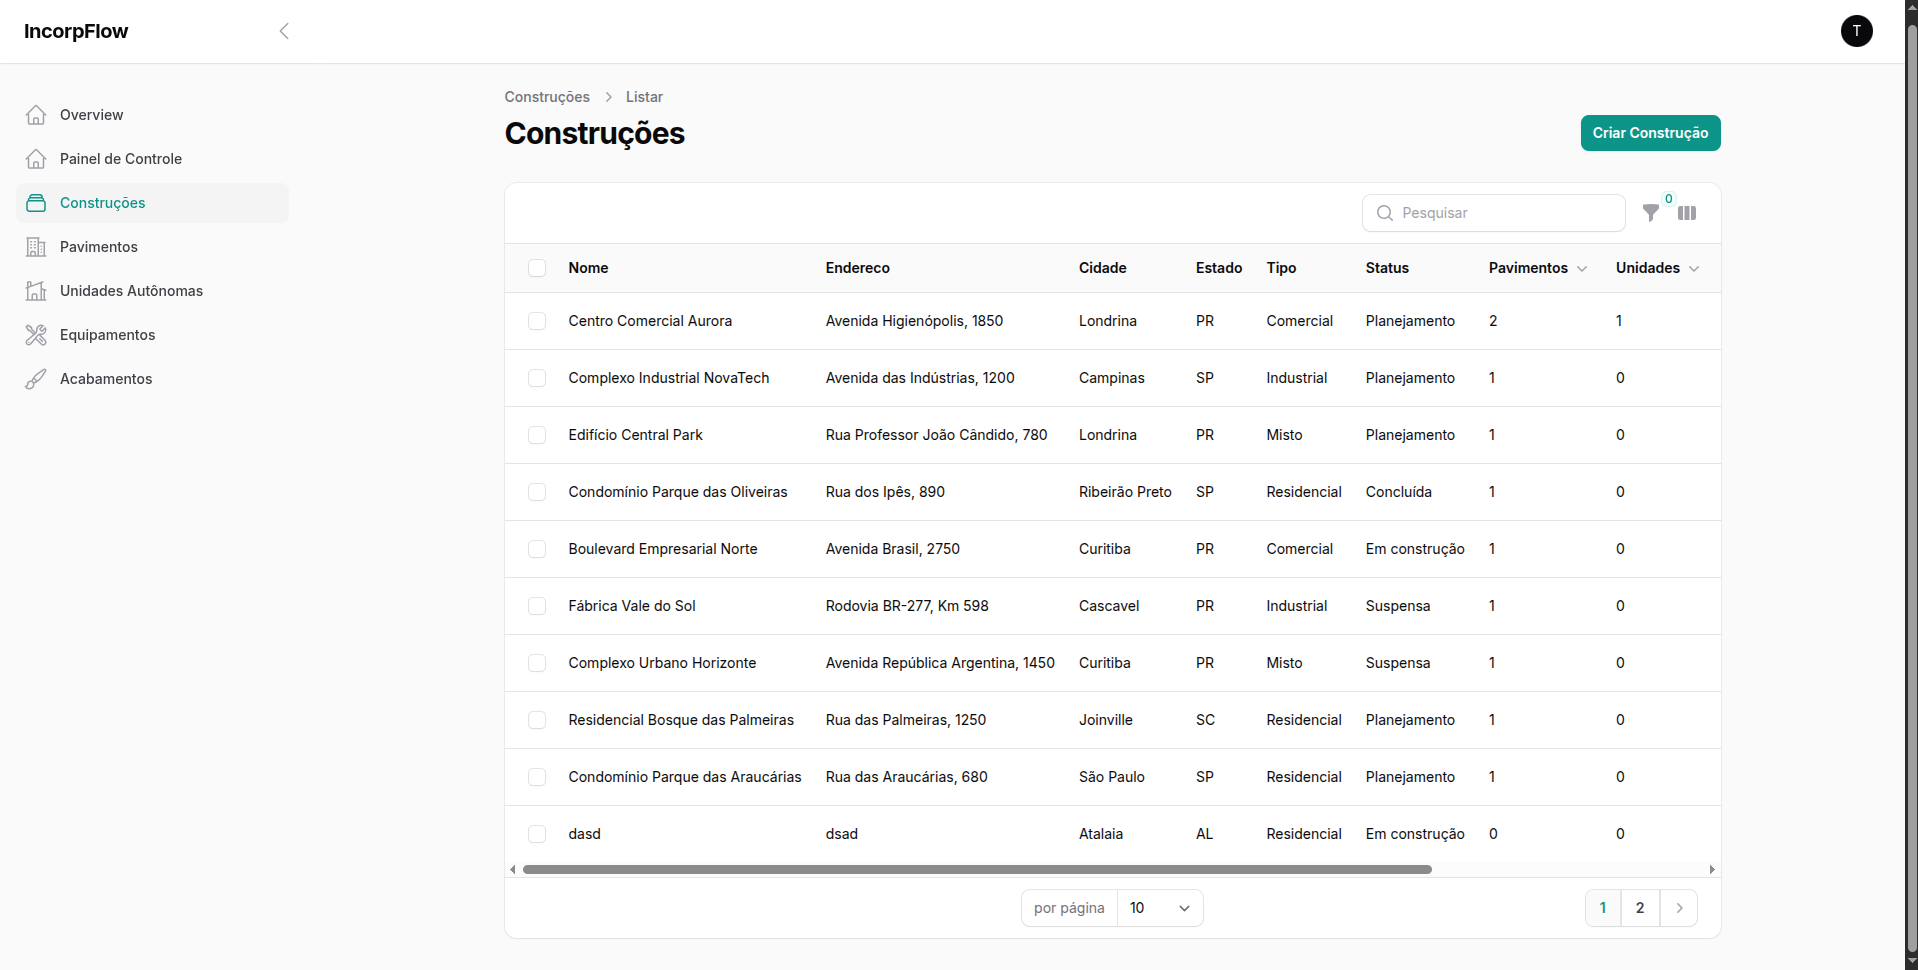 IncorpFlow
T
Overview
Painel de Controle
Construções
Pavimentos
Unidades Autônomas
Equipamentos
Acabamentos
Construções > Listar
Construções
Criar Construção
Pesquisar
0
Nome Endereco Cidade Estado Tipo Status Pavimentos Unidades
Centro Comercial Aurora Avenida Higienópolis, 1850 Londrina PR Comercial Planejamento 2 1
Complexo Industrial NovaTech Avenida das Indústrias, 1200 Campinas SP Industrial Planejamento 1 0
Edifício Central Park Rua Professor João Cândido, 780 Londrina PR Misto Planejamento 1 0
Condomínio Parque das Oliveiras Rua dos Ipês, 890 Ribeirão Preto SP Residencial Concluída 1 0
Boulevard Empresarial Norte Avenida Brasil, 2750 Curitiba PR Comercial Em construção 1 0
Fábrica Vale do Sol Rodovia BR-277, Km 598 Cascavel PR Industrial Suspensa 1 0
Complexo Urbano Horizonte Avenida República Argentina, 1450 Curitiba PR Misto Suspensa 1 0
Residencial Bosque das Palmeiras Rua das Palmeiras, 1250 Joinville SC Residencial Planejamento 1 0
Condomínio Parque das Araucárias Rua das Araucárias, 680 São Paulo SP Residencial Planejamento 1 0
dasd dsad Atalaia AL Residencial Em construção 0 0
por página 10
1 2